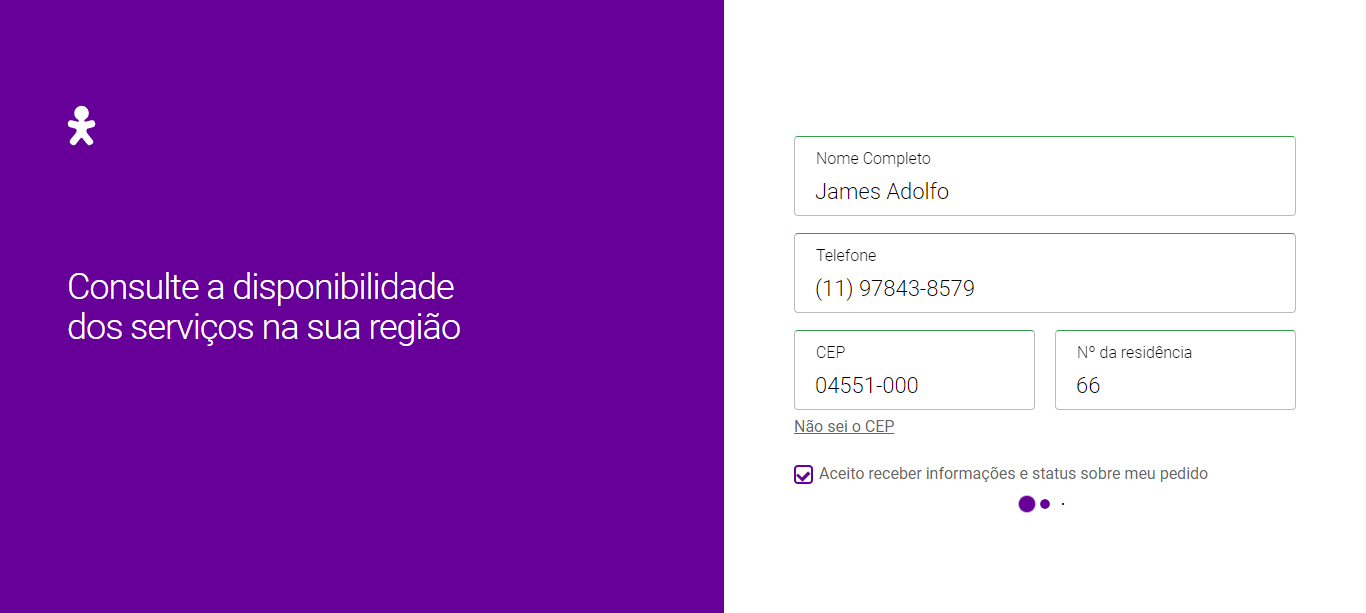 Consulte a disponibilidade
dos serviços na sua região
Nome Completo
James Adolfo
Telefone
(11) 97843-8579
CEP
04551-000
Nº da residência
66
Não sei o CEP
Aceito receber informações e status sobre meu pedido